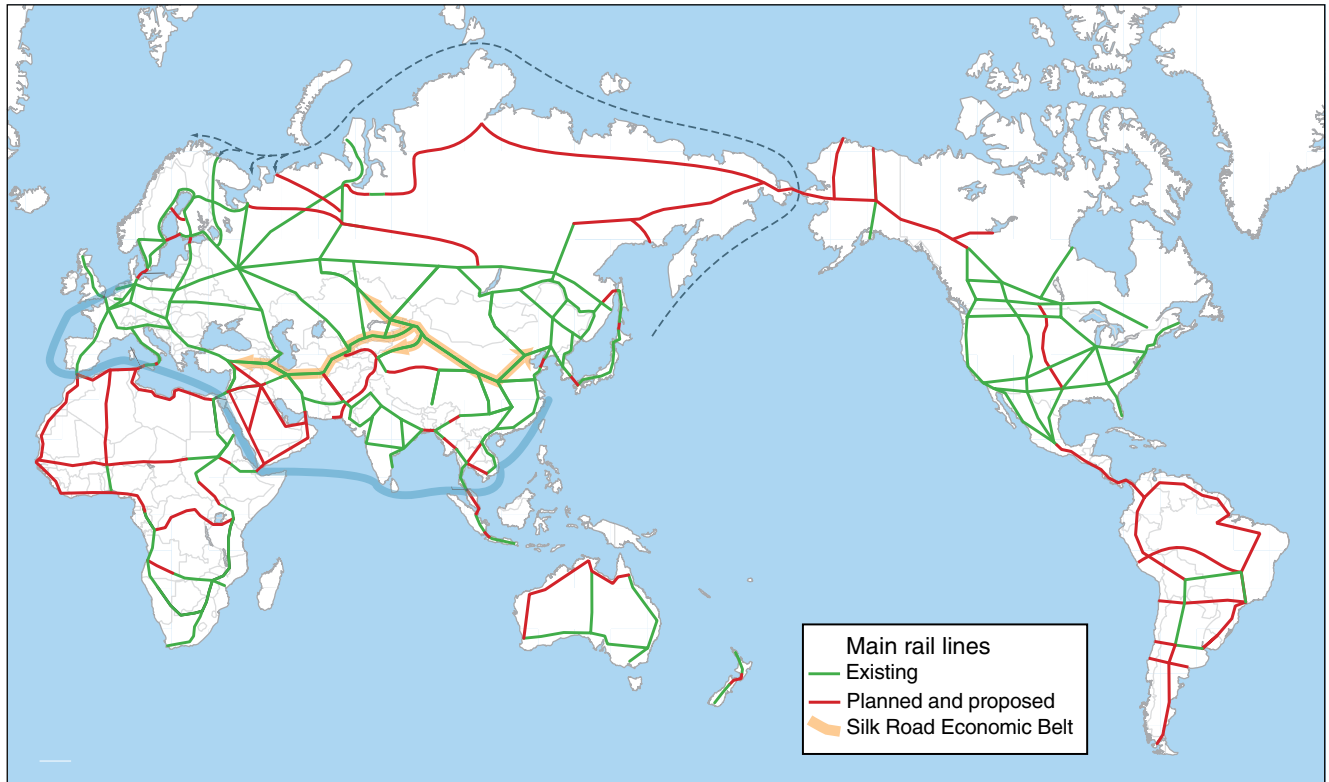 Main rail lines
Existing
Planned and proposed
Silk Road Economic Belt